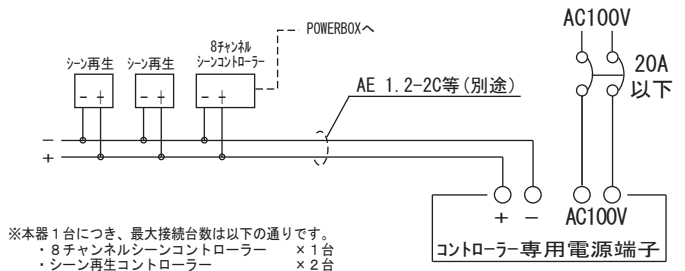 AC100V
POWERBOXへ
8チャンネル
シーンコントローラー
シーン再生
シーン再生
20A
以下
AE 1.2-2C等(別途)
- +
- +
- +
−
+
+ −
AC100V
コントローラー専用電源端子
※本器１台につき、最大接続台数は以下の通りです。
・８チャンネルシーンコントローラー ×１台
・シーン再生コントローラー ×２台